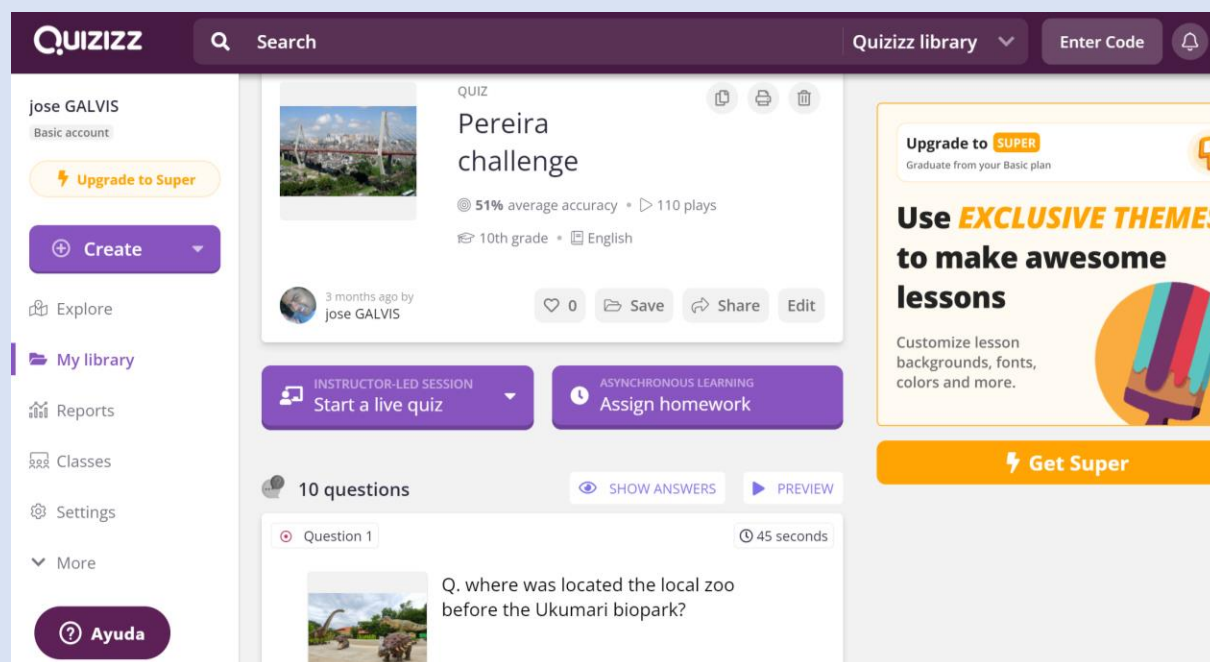 QUIZIZZ
Search
Quizizz library
Enter Code
jose GALVIS
Basic account
Upgrade to Super
Create
Explore
My library
Reports
Classes
Settings
More
Ayuda
QUIZ
Pereira
challenge
51% average accuracy • 110 plays
10th grade • English
3 months ago by
jose GALVIS
0
Save
Share
Edit
INSTRUCTOR-LED SESSION
Start a live quiz
ASYNCHRONOUS LEARNING
Assign homework
10 questions
SHOW ANSWERS
PREVIEW
Question 1
45 seconds
Q. where was located the local zoo
before the Ukumari biopark?
Upgrade to SUPER
Graduate from your Basic plan
Use EXCLUSIVE THEMES
to make awesome
lessons
Customize lesson
backgrounds, fonts,
colors and more.
Get Super